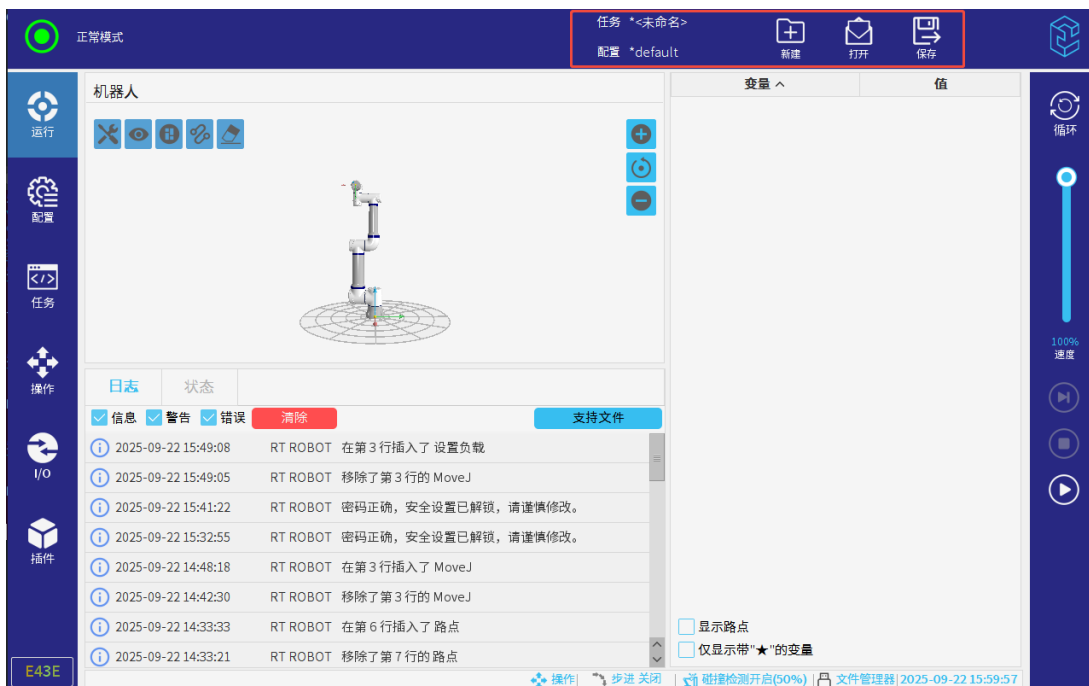 正常模式
任务 *<未命名>
配置 *default
新建
打开
保存
运行
配置
任务
操作
I/O
插件
E43E
机器人
变量
值
日志
状态
信息
警告
错误
清除
支持文件
2025-09-22 15:49:08 RT ROBOT 在第3行插入了 设置负载
2025-09-22 15:49:05 RT ROBOT 移除了第3行的 MoveJ
2025-09-22 15:41:22 RT ROBOT 密码正确，安全设置已解锁，请谨慎修改。
2025-09-22 15:32:55 RT ROBOT 密码正确，安全设置已解锁，请谨慎修改。
2025-09-22 14:48:18 RT ROBOT 在第3行插入了 MoveJ
2025-09-22 14:42:30 RT ROBOT 移除了第3行的 MoveJ
2025-09-22 14:33:33 RT ROBOT 在第6行插入了 路点
2025-09-22 14:33:21 RT ROBOT 移除了第7行的 路点
显示路点
仅显示带"★"的变量
循环
100%
速度
操作| 步进 关闭 | 碰撞检测开启(50%) | 文件管理器| 2025-09-22 15:59:57